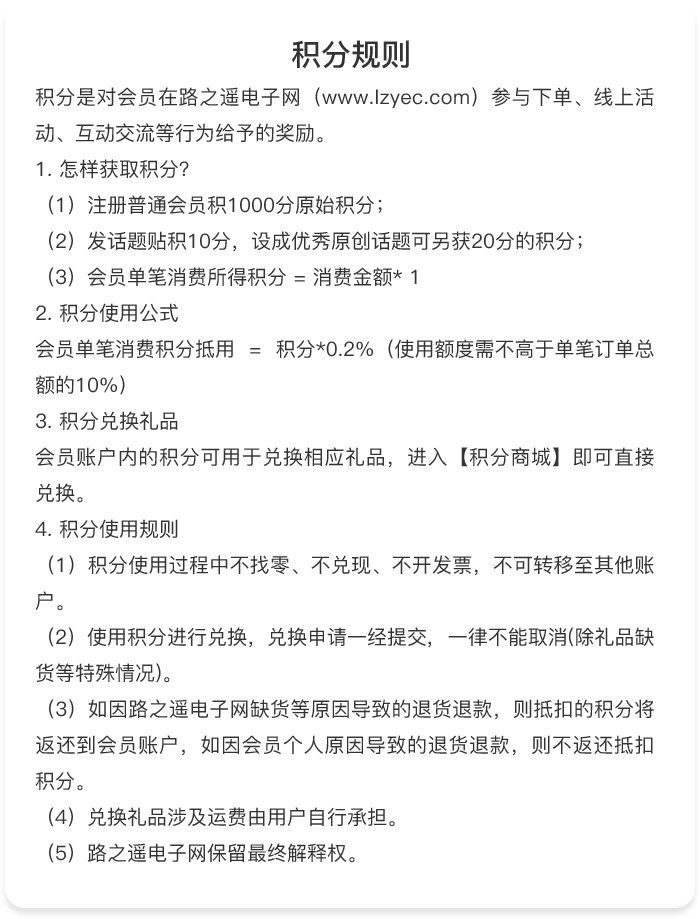 积分规则
积分是对会员在路之遥电子网（www.lzyec.com）参与下单、线上活
动、互动交流等行为给予的奖励。
1. 怎样获取积分?
（1）注册普通会员积1000分原始积分；
（2）发话题贴积10分，设成优秀原创话题可另获20分的积分；
（3）会员单笔消费所得积分 = 消费金额* 1
2. 积分使用公式
会员单笔消费积分抵用 = 积分*0.2%（使用额度需不高于单笔订单总
额的10%）
3. 积分兑换礼品
会员账户内的积分可用于兑换相应礼品，进入【积分商城】即可直接
兑换。
4. 积分使用规则
（1）积分使用过程中不找零、不兑现、不开发票，不可转移至其他账
户。
（2）使用积分进行兑换，兑换申请一经提交，一律不能取消(除礼品缺
货等特殊情况)。
（3）如因路之遥电子网缺货等原因导致的退货退款，则抵扣的积分将
返还到会员账户，如因会员个人原因导致的退货退款，则不返还抵扣
积分。
（4）兑换礼品涉及运费由用户自行承担。
（5）路之遥电子网保留最终解释权。